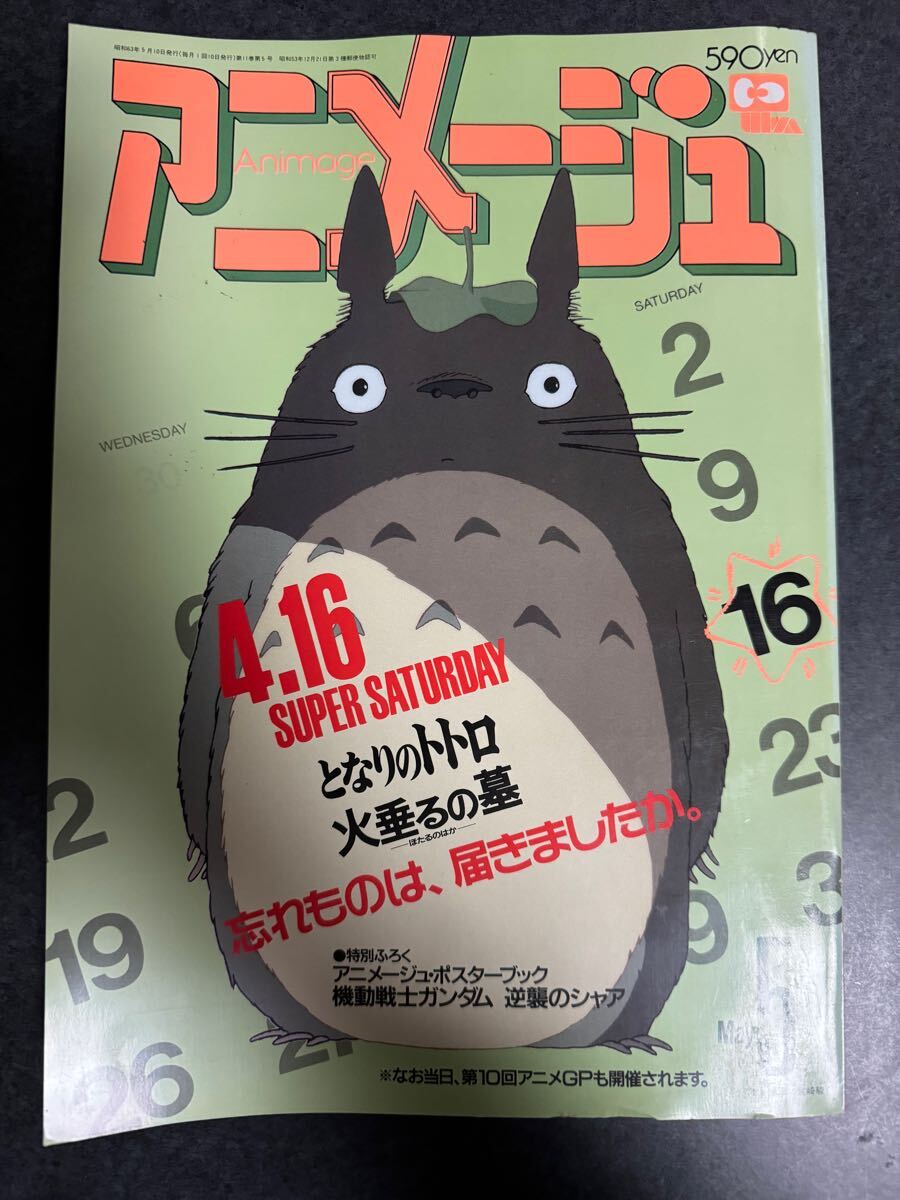 昭和63年5月10日発行(毎月1回10日発行)第11巻第5号 昭和53年12月21日第3種郵便物認可
590yen
アニメージュ
Animage
SATURDAY
2
9
16
23
3
WEDNESDAY
6
12
19
26
27
9
4.16
SUPER SATURDAY
となりのトトロ
火垂るの墓
ほたるのはか
忘れものは、届きましたか。
●特別ふろく
アニメージュ・ポスターブック
機動戦士ガンダム 逆襲のシャア
5
May
※なお当日、第10回アニメGPも開催されます。